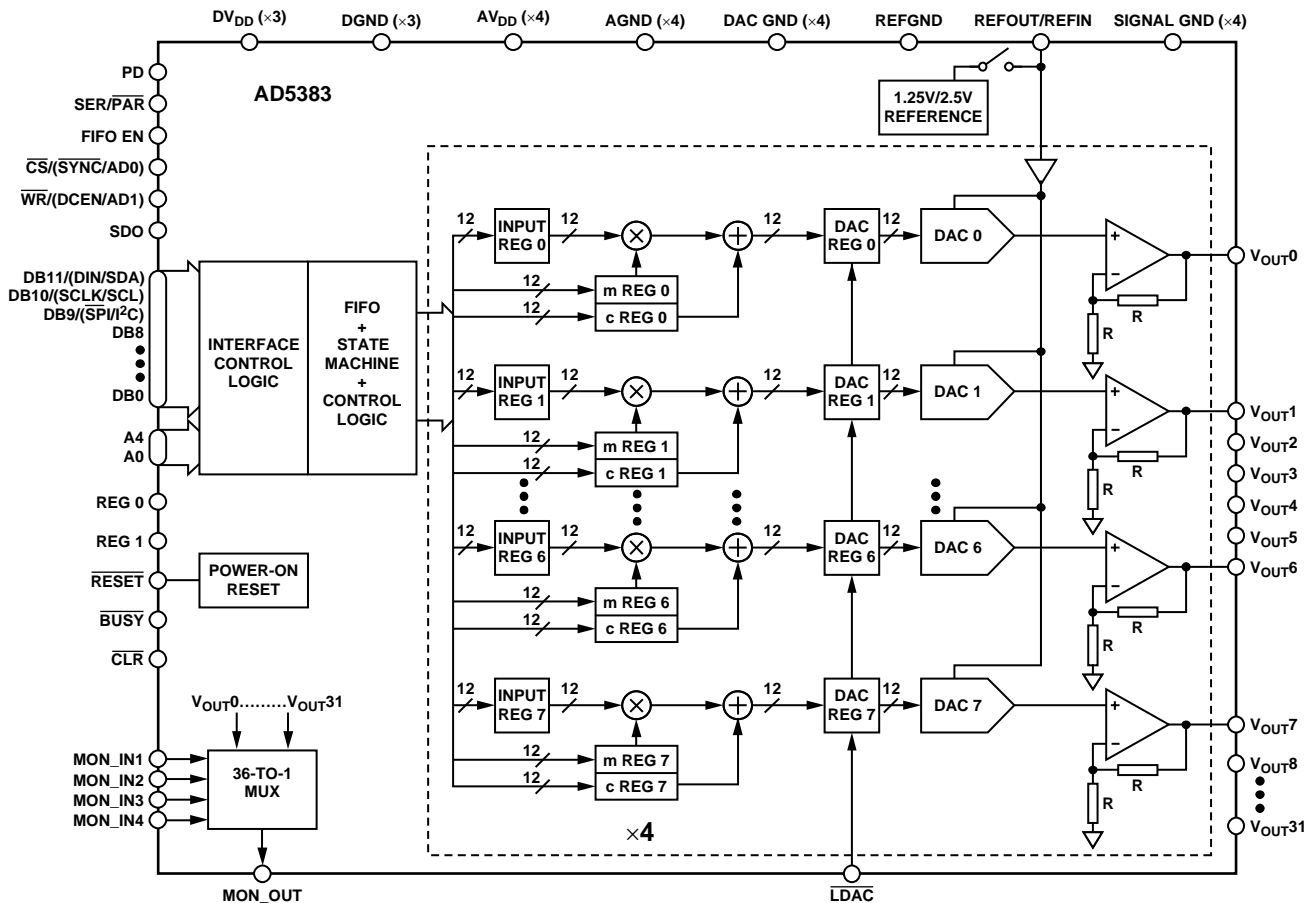 DVDD (×3)
DGND (×3)
AVDD (×4)
AGND (×4)
DAC GND (×4)
REFGND
REFOUT/REFIN
SIGNAL GND (×4)
PD
SER/PAR
FIFO EN
CS/(SYNC/AD0)
WR/(DCEN/AD1)
SDO
DB11/(DIN/SDA)
DB10/(SCLK/SCL)
DB9/(SPI/I2C)
DB8
DB0
A4
A0
REG 0
REG 1
RESET
BUSY
CLR
AD5383
1.25V/2.5V
REFERENCE
INTERFACE
CONTROL
LOGIC
FIFO
+
STATE
MACHINE
+
CONTROL
LOGIC
POWER-ON
RESET
VOUT0.........VOUT31
MON_IN1
MON_IN2
MON_IN3
MON_IN4
36-TO-1
MUX
MON_OUT
12
INPUT
REG 0
12
×
+
12
DAC
REG 0
12
DAC 0
+
−
R
R
VOUT0
12
m REG 0
12
c REG 0
12
INPUT
REG 1
12
×
+
12
DAC
REG 1
12
DAC 1
+
−
R
R
VOUT1
VOUT2
VOUT3
VOUT4
VOUT5
12
m REG 1
12
c REG 1
12
INPUT
REG 6
12
×
+
12
DAC
REG 6
12
DAC 6
+
−
R
R
VOUT6
12
m REG 6
12
c REG 6
12
INPUT
REG 7
12
×
+
12
DAC
REG 7
12
DAC 7
+
−
R
R
VOUT7
VOUT8
VOUT31
12
m REG 7
12
c REG 7
×4
LDAC